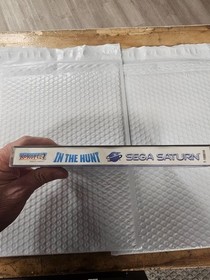 IN THE HUNT SEGA SATURN